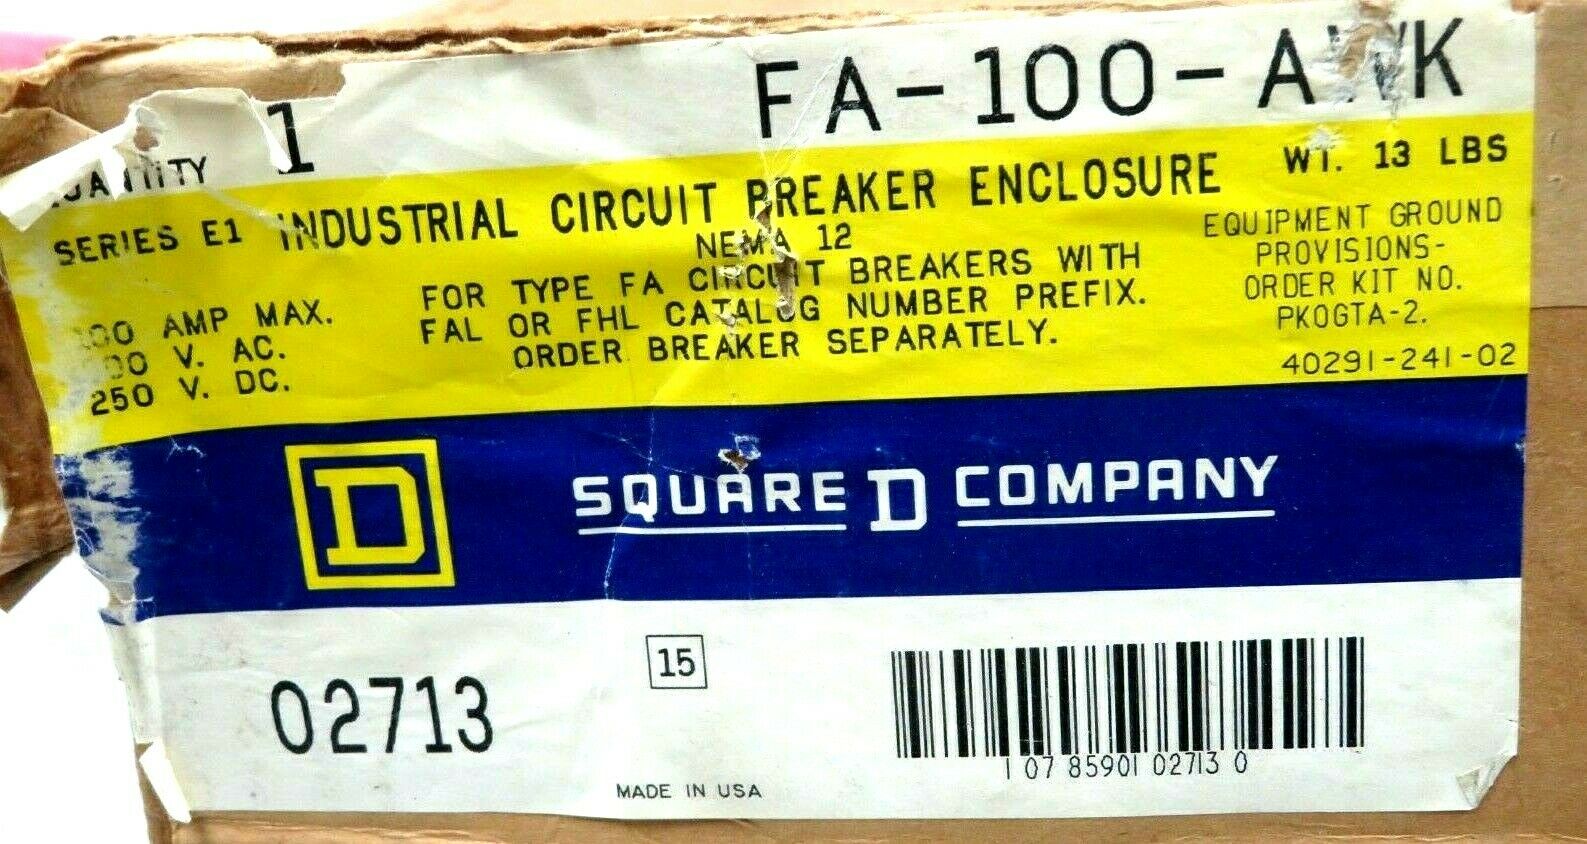 FA-100-
1
SERIES E1 INDUSTRIAL CIRCUIT BREAKER ENCLOSURE
WT. 13 LBS
NEMA 12
FOR TYPE FA CIRCUIT BREAKERS WITH
FAL OR FHL CATALOG NUMBER PREFIX.
ORDER BREAKER SEPARATELY.
AMP MAX.
V. AC.
250 V. DC.
EQUIPMENT GROUND
PROVISIONS-
ORDER KIT NO.
PK0GTA-2.
40291-241-02
D
SQUARE D COMPANY
02713
15
1 07 85901 02713 0
MADE IN USA